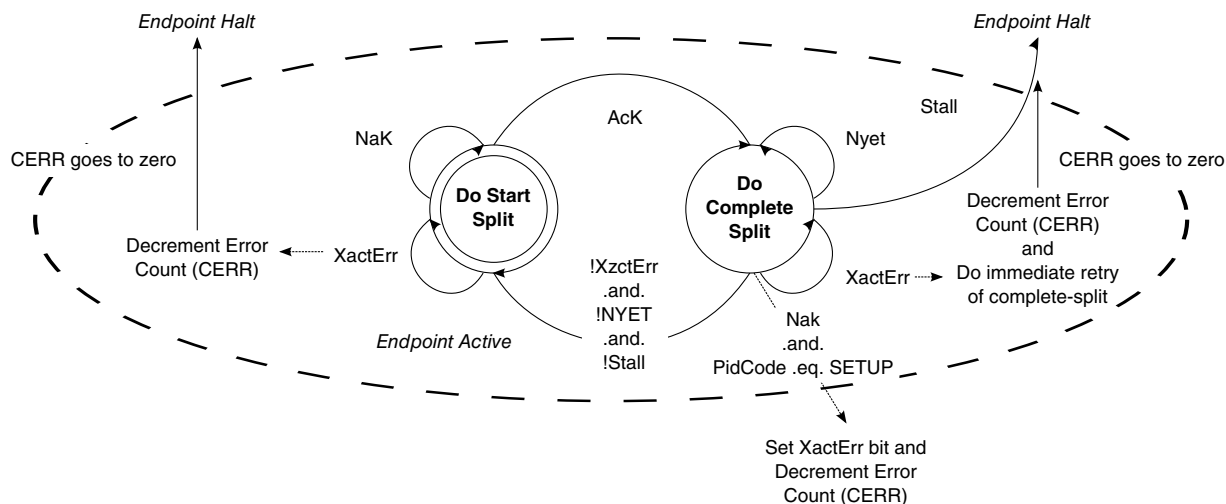 Endpoint Halt
Endpoint Halt
AcK
Stall
NaK
Nyet
CERR goes to zero
CERR goes to zero
Do Start
Split
Do
Complete
Split
Decrement Error
Count (CERR)
and
Do immediate retry
of complete-split
Decrement Error
Count (CERR)
XactErr
XactErr
!XzctErr
.and.
!NYET
.and.
!Stall
Endpoint Active
Nak
.and.
PidCode .eq. SETUP
Set XactErr bit and
Decrement Error
Count (CERR)